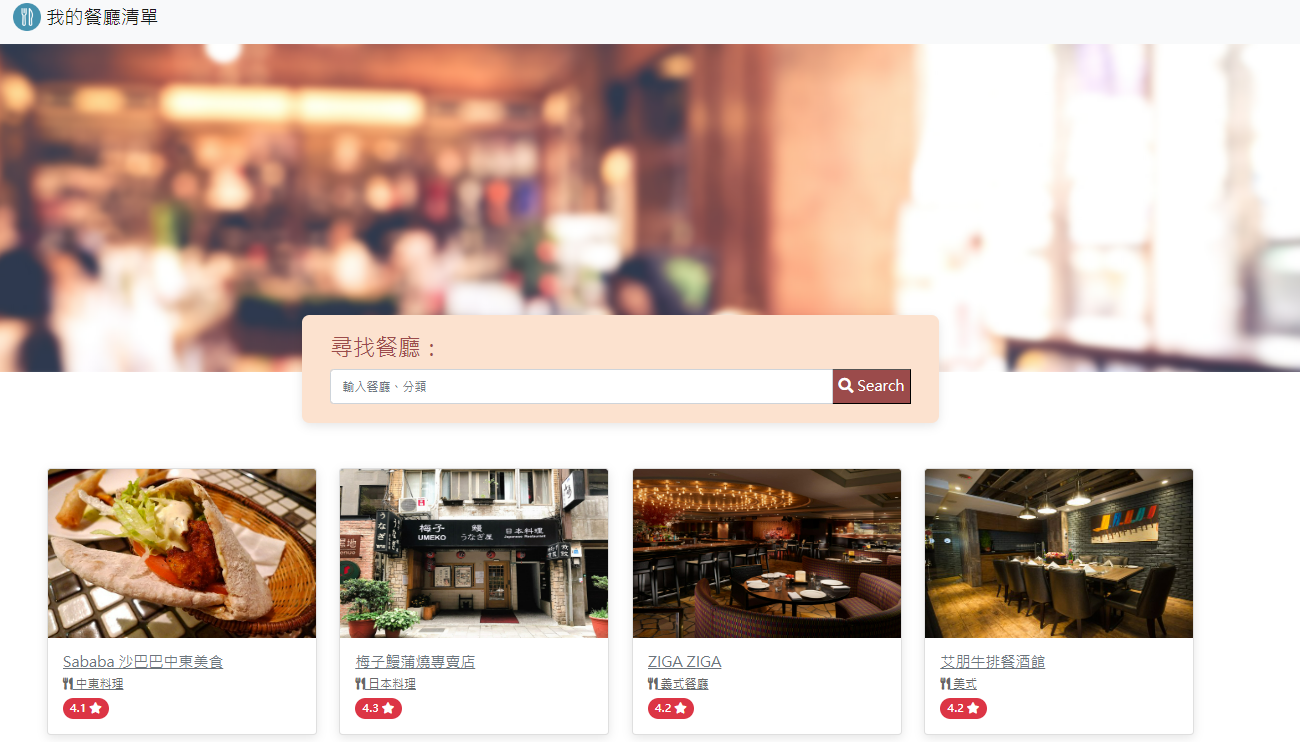 我的餐廳清單
尋找餐廳：
輸入餐廳、分類
Search
梅子 鰻 日本料理
UMEKO うなぎ屋 Japanese Restaurant
うなぎ
Sababa 沙巴巴中東美食
中東料理
4.1
梅子鰻蒲燒專賣店
日本料理
4.3
ZIGA ZIGA
義式餐廳
4.2
艾朋牛排餐酒館
美式
4.2